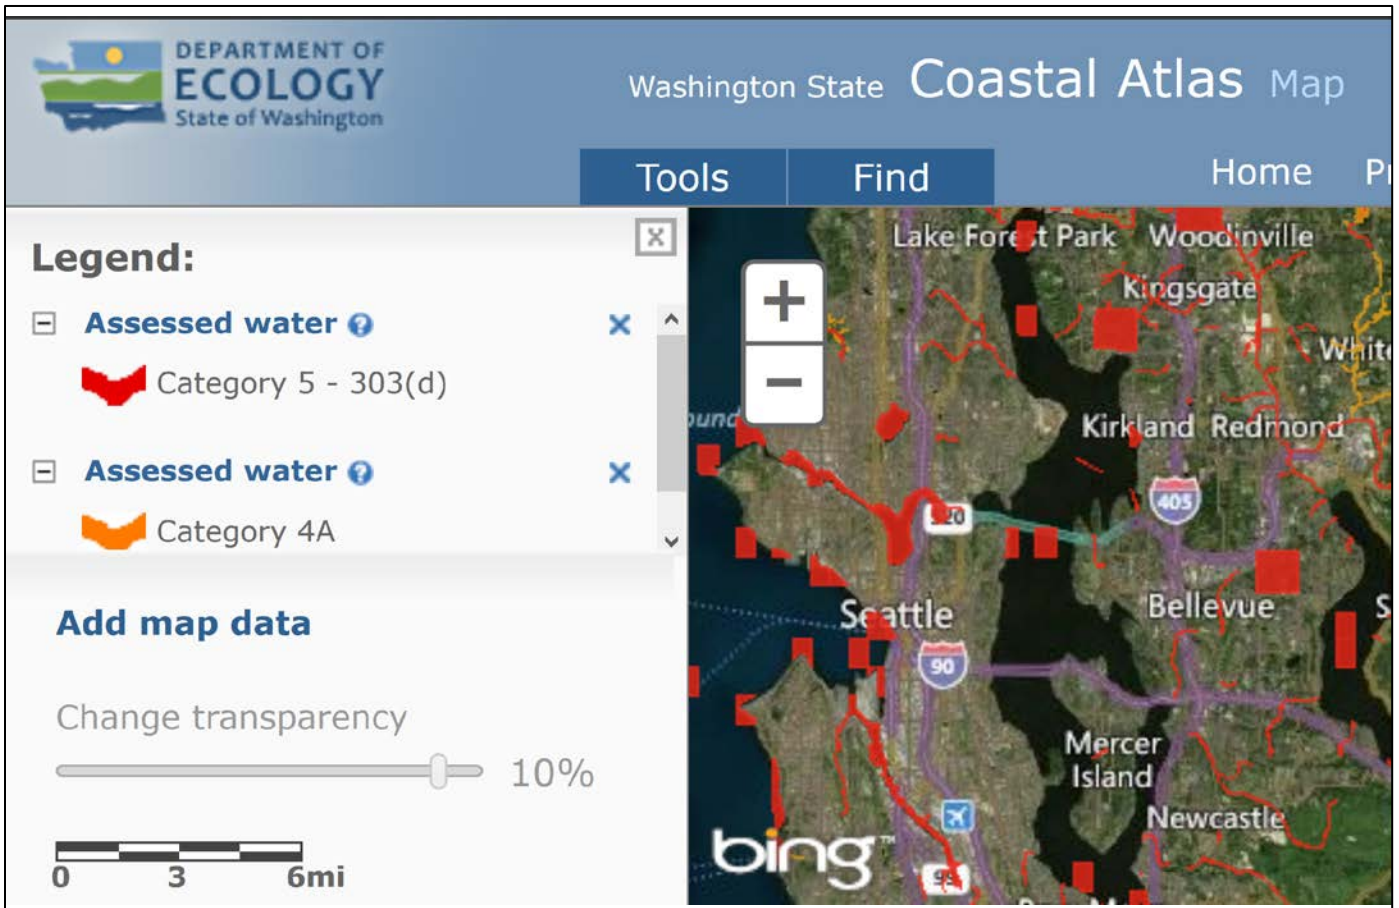 DEPARTMENT OF
ECOLOGY
State of Washington
Washington State Coastal Atlas Map
Tools
Find
Home
Legend:
Assessed water
Category 5 - 303(d)
Assessed water
Category 4A
Add map data
Change transparency
10%
0 3 6mi
Lake Forest Park
Woodinville
Kingsgate
Kirkland
Redmond
405
520
Seattle
Bellevue
90
Mercer
Island
Newcastle
bing™
99